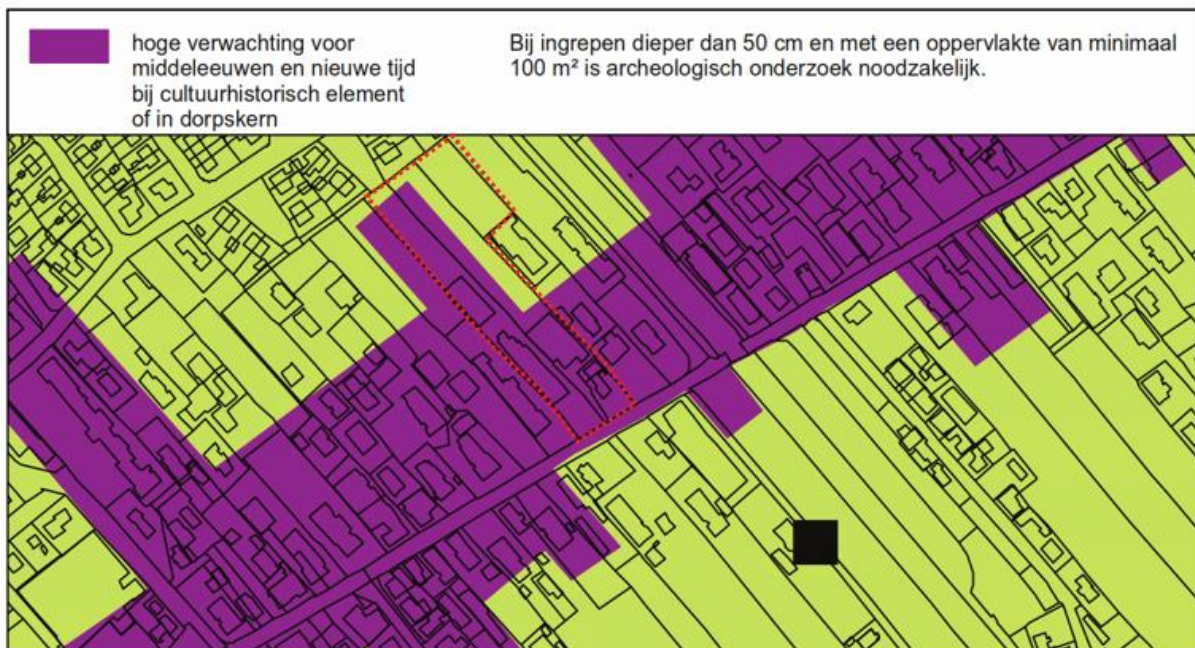 hoge verwachting voor
middeleeuwen en nieuwe tijd
bij cultuurhistorisch element
of in dorpskern
Bij ingrepen dieper dan 50 cm en met een oppervlakte van minimaal
100 m² is archeologisch onderzoek noodzakelijk.